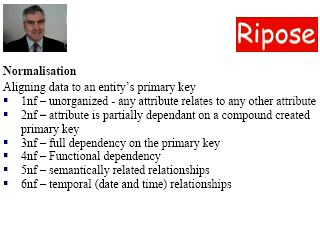 Ripose
Normalisation
Aligning data to an entity's primary key
▪ 1nf – unorganized - any attribute relates to any other attribute
▪ 2nf – attribute is partially dependant on a compound created
primary key
▪ 3nf – full dependency on the primary key
▪ 4nf – Functional dependency
▪ 5nf – semantically related relationships
▪ 6nf – temporal (date and time) relationships